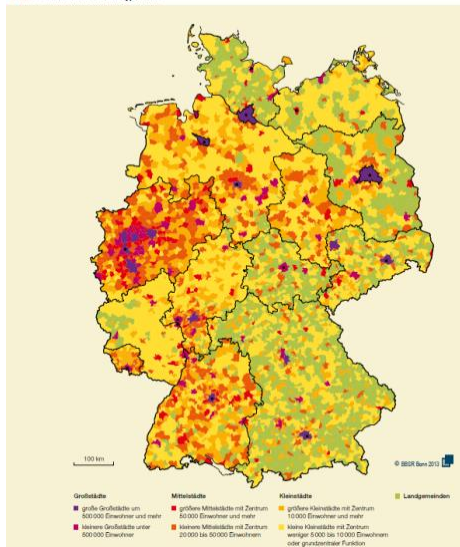 100 km
© BBSR Bonn 2013
Großstädte
große Großstädte um
500 000 Einwohner und mehr
kleinere Großstädte unter
500 000 Einwohner
Mittelstädte
größere Mittelstädte mit Zentrum
50 000 Einwohner und mehr
kleinere Mittelstädte mit Zentrum
20 000 bis 50 000 Einwohnern
Kleinstädte
größere Kleinstädte mit Zentrum
10 000 Einwohner und mehr
kleine Kleinstädte mit Zentrum
weniger 5 000 bis 10 000 Einwohnern
oder grundzentraler Funktion
Landgemeinden